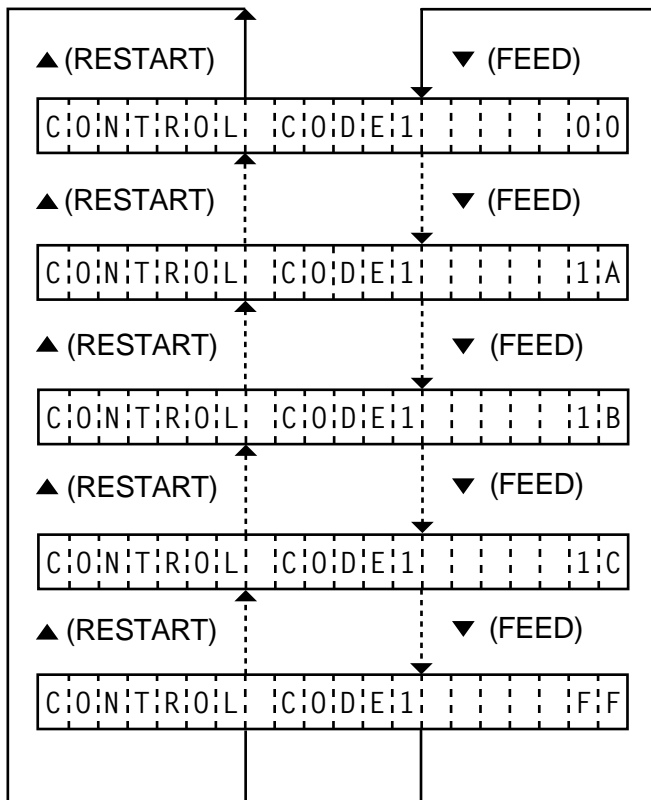 ▲ (RESTART) ▼ (FEED)
CONTROL CODE1 00
▲ (RESTART) ▼ (FEED)
CONTROL CODE1 1A
▲ (RESTART) ▼ (FEED)
CONTROL CODE1 1B
▲ (RESTART) ▼ (FEED)
CONTROL CODE1 1C
▲ (RESTART) ▼ (FEED)
CONTROL CODE1 FF